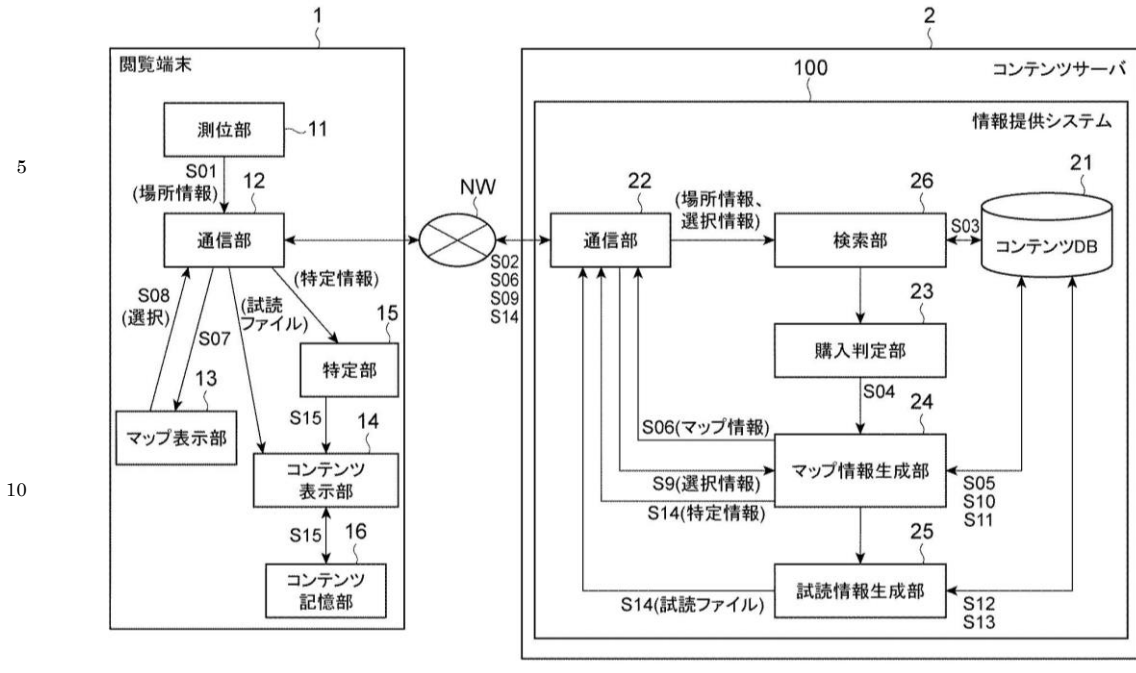 1
2
閲覧端末
コンテンツサーバ
100
情報提供システム
測位部
11
5
S01
(場所情報)
12
通信部
NW
22
通信部
(場所情報、
選択情報)
26
検索部
S03
21
コンテンツDB
S02
S06
S09
S14
S08
(選択)
S07
(試読
ファイル)
(特定情報)
15
特定部
23
購入判定部
S04
13
マップ表示部
S15
14
コンテンツ
表示部
10
S06(マップ情報)
S9(選択情報)
S14(特定情報)
24
マップ情報生成部
S05
S10
S11
S15
16
コンテンツ
記憶部
25
試読情報生成部
S14(試読ファイル)
S12
S13